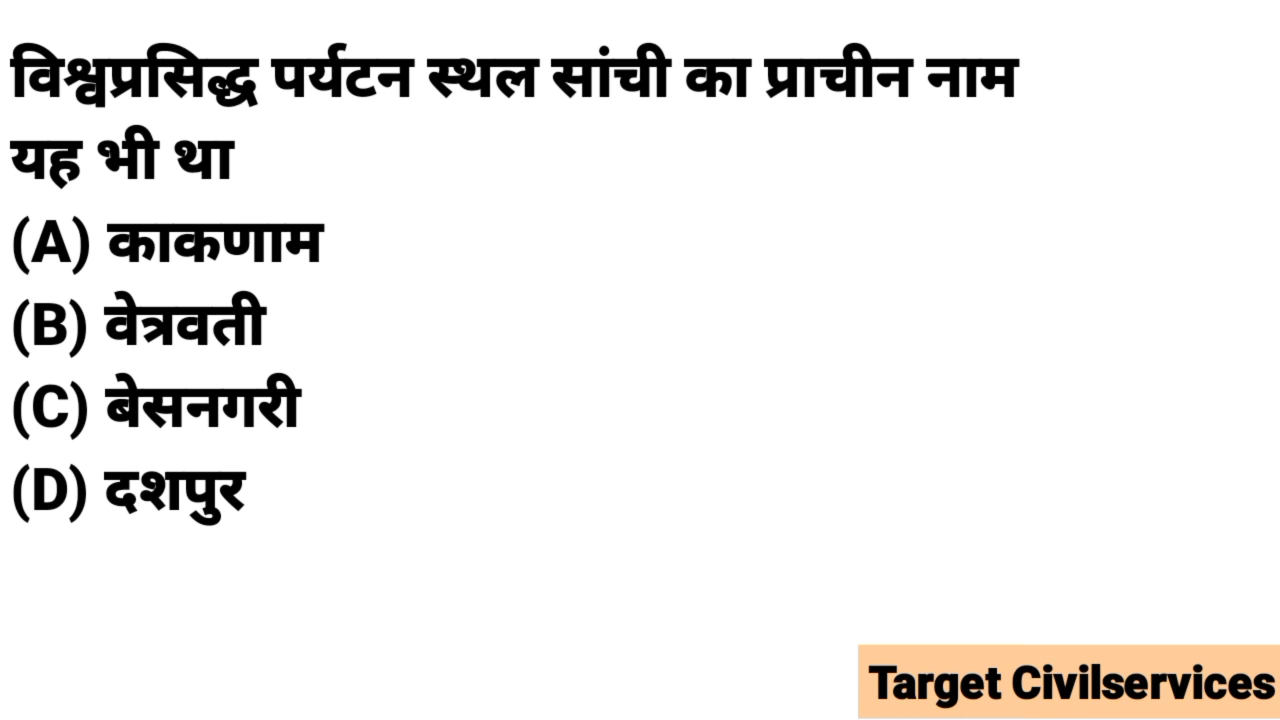 विश्वप्रसिद्ध पर्यटन स्थल सांची का प्राचीन नाम
यह भी था
(A) काकणाम
(B) वेत्रवती
(C) बेसनगरी
(D) दशपुर
Target Civilservices